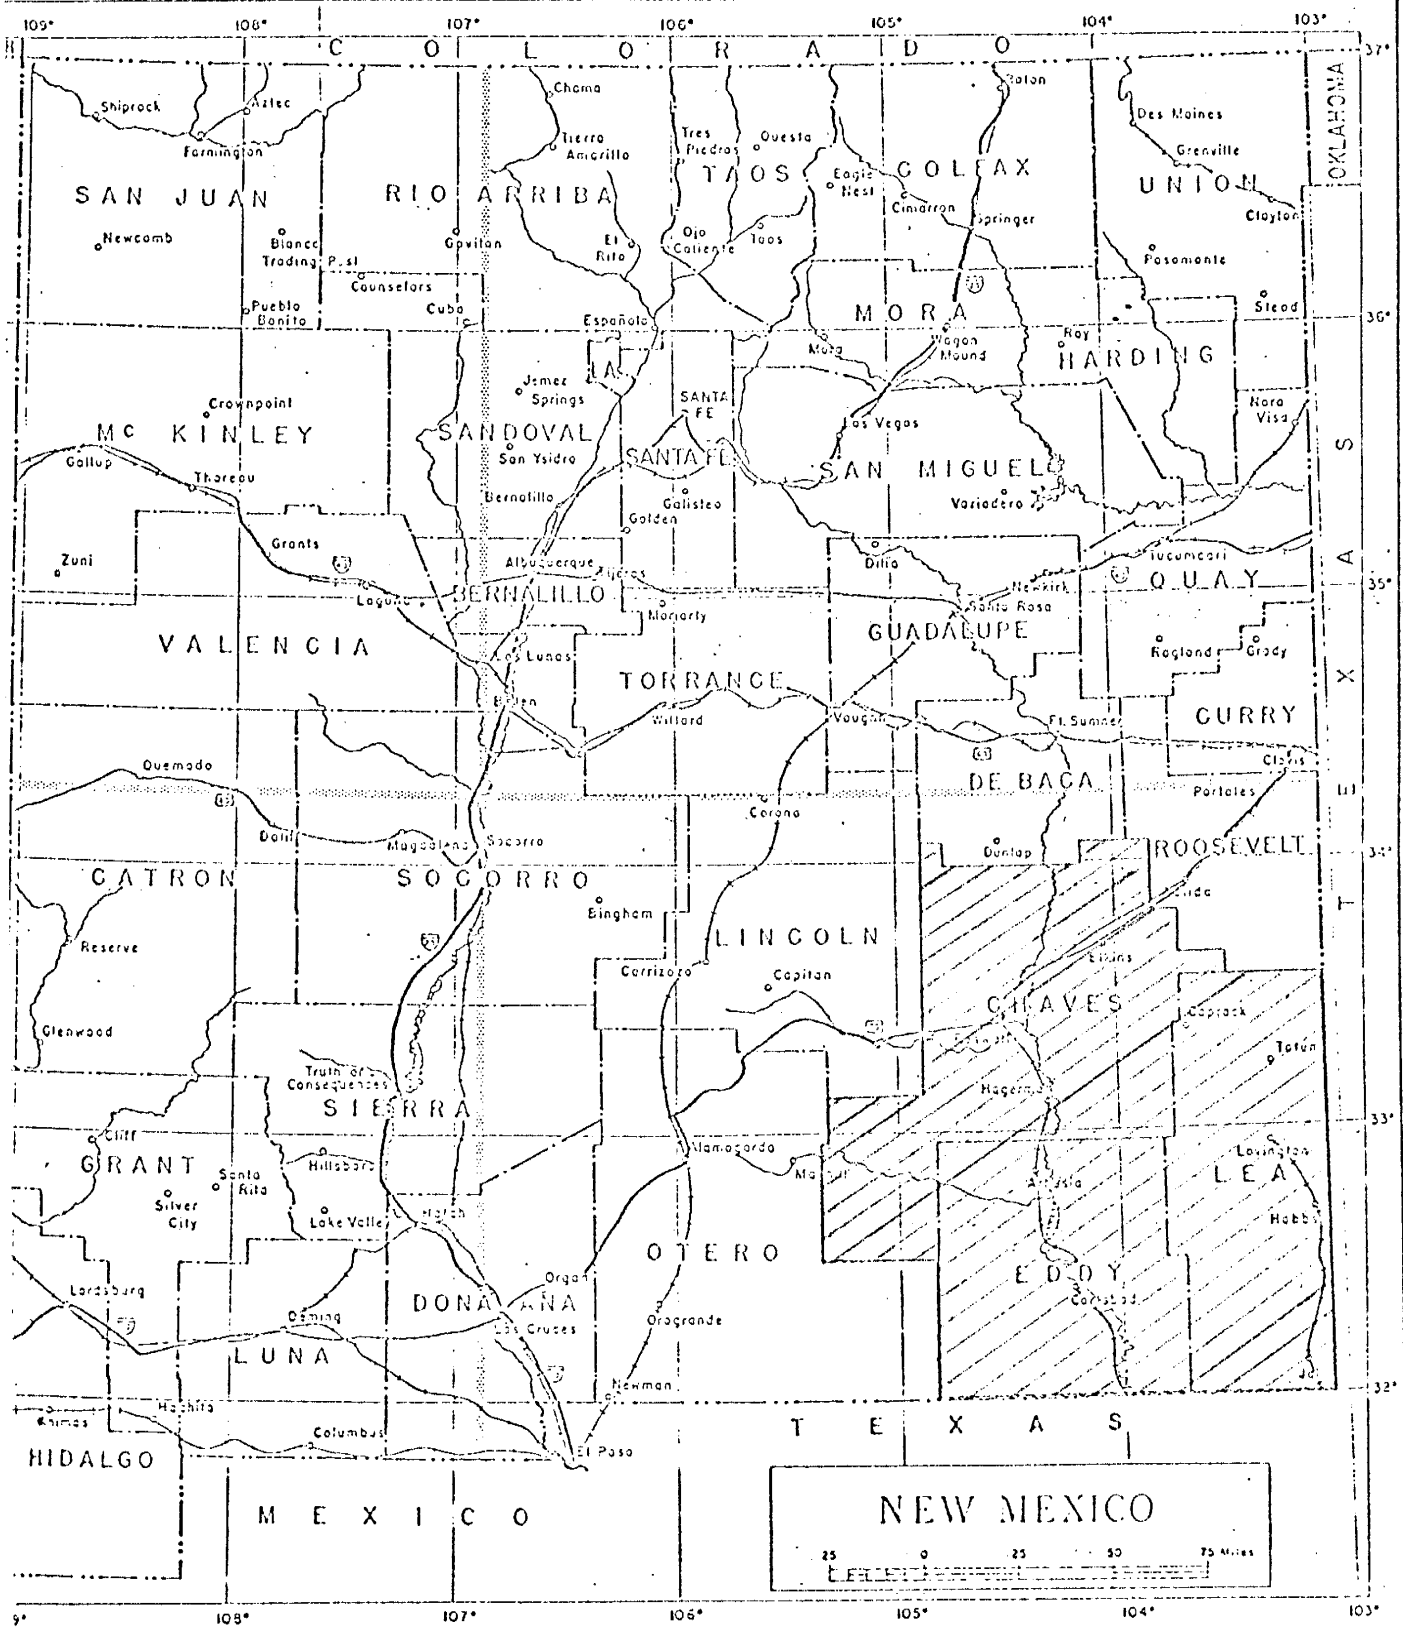 109° 108° 107° 106° 105° 104° 103°
C O L O R A D O
37°
OKLAHOMA
Chama
Raton
Shiprock
Aztec
Des Moines
Farmington
Tierra
Amarillo
Tres
Piedras
Questa
Grenville
TAOS
COLFAX
Eagle
Nest
UNION
SAN JUAN
RIO ARRIBA
Cimarron
Clayton
Springer
Newcomb
Blanco
Trading Post
Gavilan
El
Rito
Ojo
Caliente
Taos
Pasamonte
Counselors
Pueblo
Bonito
Cuba
Española
MORA
Stead
36°
Mora
Wagon
Mound
Roy
HARDING
LA
Jemez
Springs
SANTA
FE
Nara
Visa
Crownpoint
Mc KINLEY
SANDOVAL
San Ysidro
Las Vegas
Gallup
Thoreau
SANTA FE
SAN MIGUEL
Bernalillo
Galisteo
Variadero
Golden
Grants
Zuni
Albuquerque
Tijeras
Dilia
Tucumcari
Newkirk
QUAY
35°
Laguna
BERNALILLO
Moriarty
Santa Rosa
VALENCIA
GUADALUPE
Los Lunas
Ragland
Grady
TORRANCE
Belen
Willard
Vaughn
Ft. Sumner
CURRY
Clovis
Quemado
DE BACA
Portales
Corona
Datil
Magdalena
Socorro
Dunlap
ROOSEVELT
34°
T E X A S
CATRON
SOCORRO
Bingham
LINCOLN
Reserve
Elkins
Carrizozo
Capitan
CHAVES
Caprock
Glenwood
Tatum
Truth or
Consequences
Hagerman
SIERRA
33°
Cliff
Alamogordo
Lovington
GRANT
Hillsboro
LEA
Santa
Rita
Silver
City
Artesia
Lake Valley
Hatch
Hobbs
OTERO
Organ
EDDY
Lordsburg
DONA ANA
Carlsbad
Deming
Las Cruces
Orogrande
LUNA
Jal
Newman
32°
Animas
Hachita
T E X A S
Columbus
El Paso
HIDALGO
M E X I C O
NEW MEXICO
25 0 25 50 75 Miles
9° 108° 107° 106° 105° 104° 103°